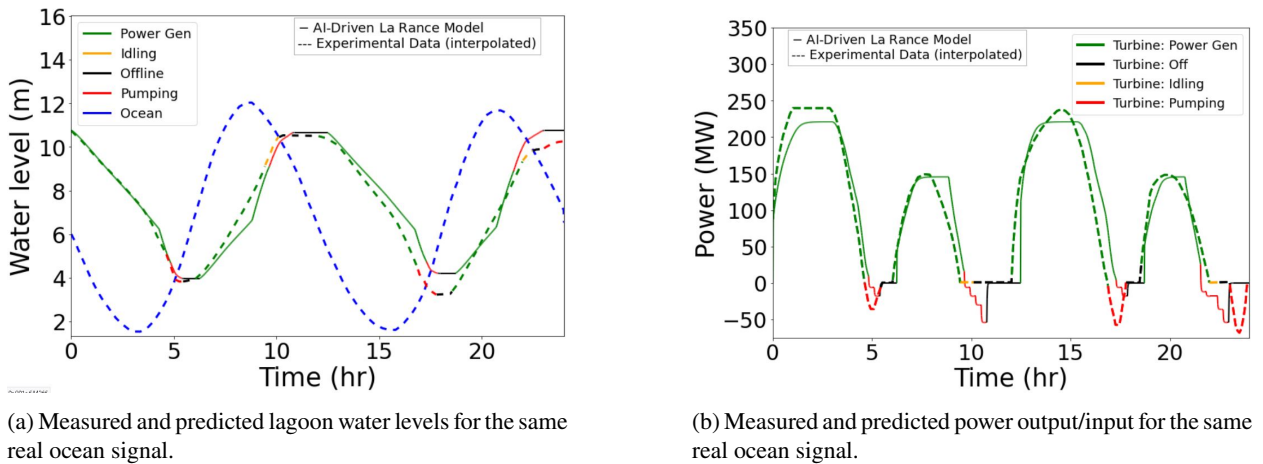 16
14
12
10
8
6
4
2
Water level (m)
Power Gen
Idling
Offline
Pumping
Ocean
— AI-Driven La Rance Model
--- Experimental Data (interpolated)
0 5 10 15 20
Time (hr)
(a) Measured and predicted lagoon water levels for the same
real ocean signal.
350
300
250
200
150
100
50
0
−50
Power (MW)
— AI-Driven La Rance Model
--- Experimental Data (interpolated)
Turbine: Power Gen
Turbine: Off
Turbine: Idling
Turbine: Pumping
0 5 10 15 20
Time (hr)
(b) Measured and predicted power output/input for the same
real ocean signal.